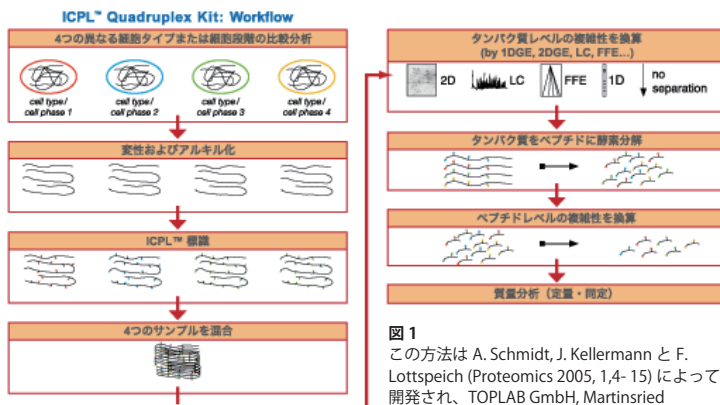 ICPL™ Quadruplex Kit: Workflow
4つの異なる細胞タイプまたは細胞段階の比較分析
cell type/
cell phase 1
cell type/
cell phase 2
cell type/
cell phase 3
cell type/
cell phase 4
変性およびアルキル化
ICPL™ 標識
4つのサンプルを混合
タンパク質レベルの複雑性を換算
(by 1DGE, 2DGE, LC, FFE...)
2D
LC
FFE
1D
no
separation
タンパク質をペプチドに酵素分解
ペプチドレベルの複雑性を換算
質量分析（定量・同定）
図 1
この方法は A. Schmidt, J. Kellermann と F.
Lottspeich (Proteomics 2005, 1,4- 15) によって
開発され、TOPLAB GmbH, Martinsried